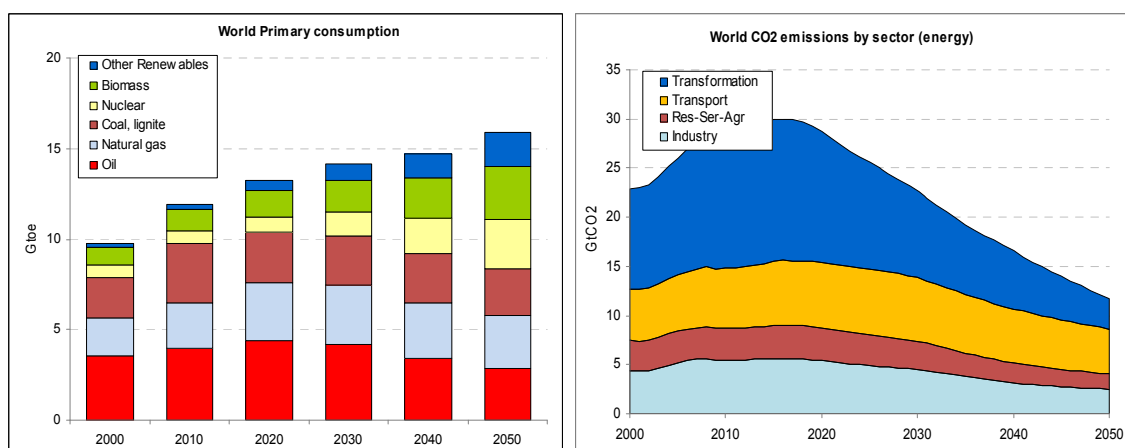 World Primary consumption
20
15
10
5
0
Gtoe
Other Renewables
Biomass
Nuclear
Coal, lignite
Natural gas
Oil
2000 2010 2020 2030 2040 2050
World CO2 emissions by sector (energy)
35
30
25
20
15
10
5
0
GtCO2
Transformation
Transport
Res-Ser-Agr
Industry
2000 2010 2020 2030 2040 2050